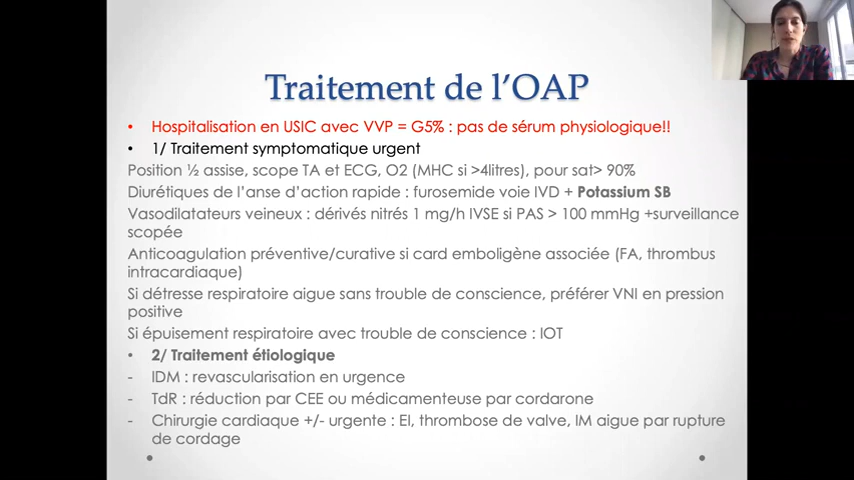 Traitement de l'OAP
• Hospitalisation en USIC avec VVP = G5% : pas de sérum physiologique!!
• 1/ Traitement symptomatique urgent
Position ½ assise, scope TA et ECG, O2 (MHC si >4litres), pour sat> 90%
Diurétiques de l'anse d'action rapide : furosemide voie IVD + Potassium SB
Vasodilatateurs veineux : dérivés nitrés 1 mg/h IVSE si PAS > 100 mmHg +surveillance
scopée
Anticoagulation préventive/curative si card emboligène associée (FA, thrombus
intracardiaque)
Si détresse respiratoire aigue sans trouble de conscience, préférer VNI en pression
positive
Si épuisement respiratoire avec trouble de conscience : IOT
• 2/ Traitement étiologique
- IDM : revascularisation en urgence
- TdR : réduction par CEE ou médicamenteuse par cordarone
- Chirurgie cardiaque +/- urgente : EI, thrombose de valve, IM aigue par rupture
de cordage